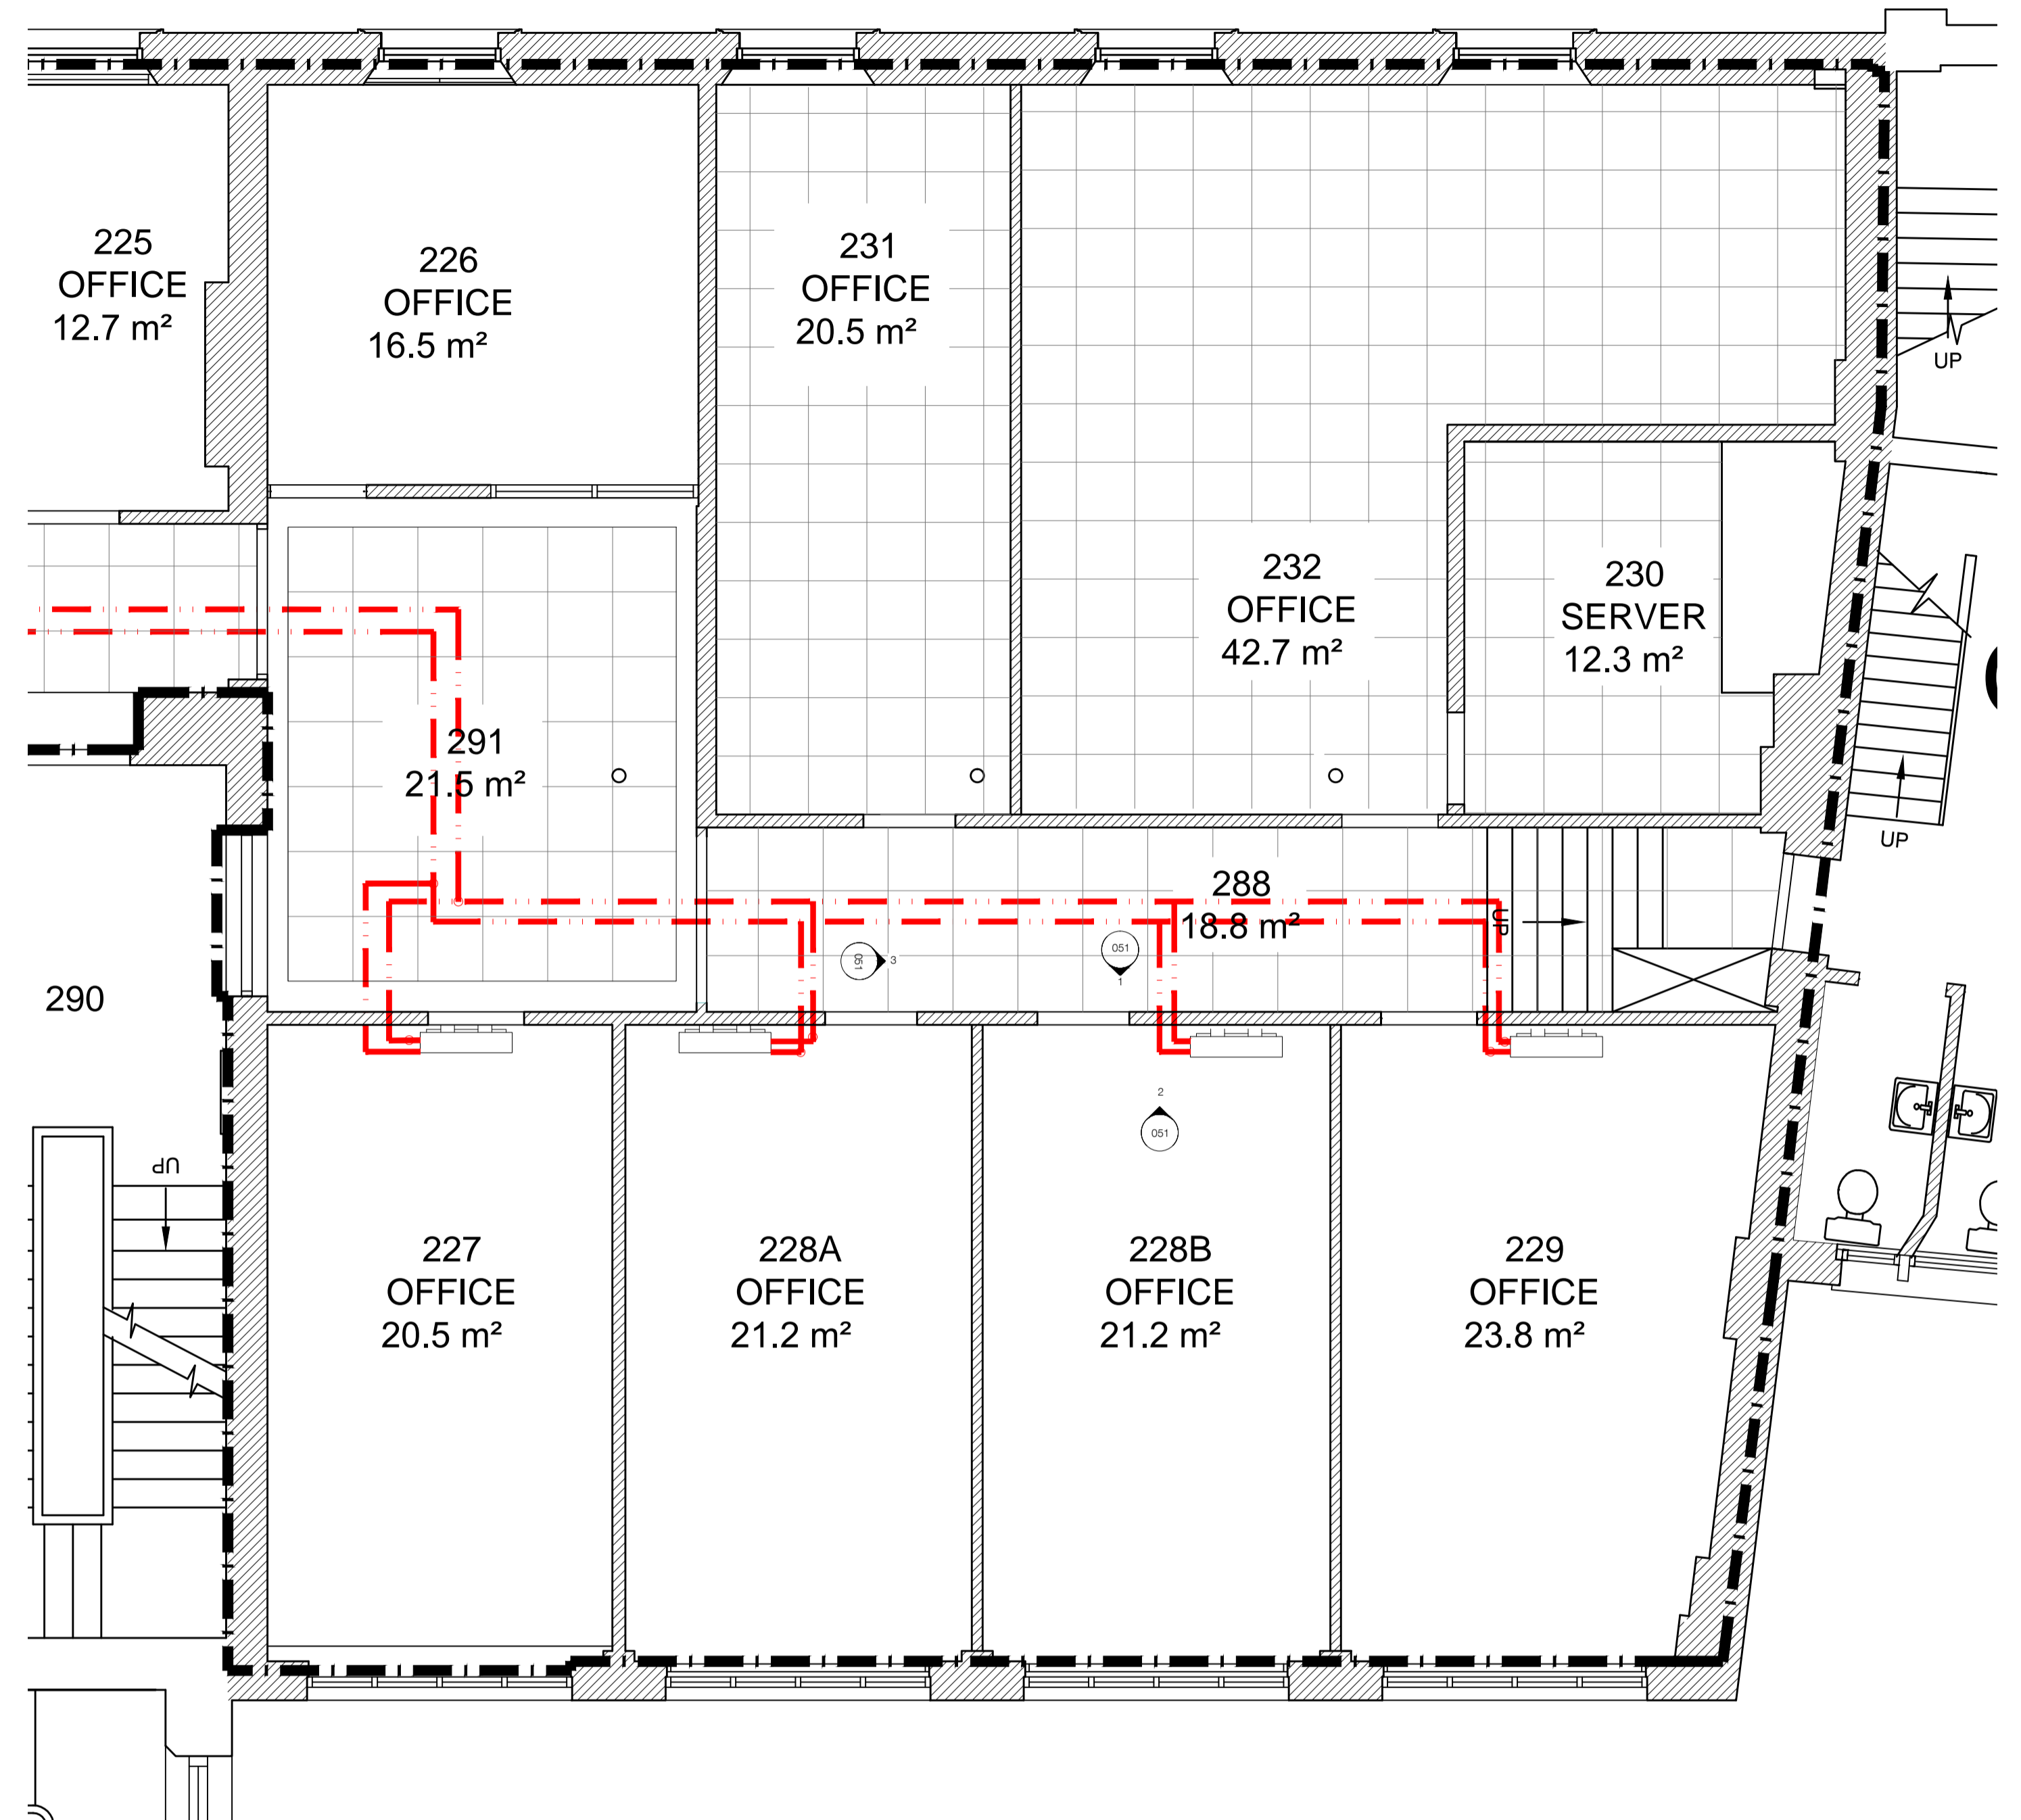 225
OFFICE
12.7 m²
226
OFFICE
16.5 m²
231
OFFICE
20.5 m²
UP
232
OFFICE
42.7 m²
230
SERVER
12.3 m²
291
21.5 m²
UP
288
18.8 m²
UP
051
3
051
1
290
2
051
UP
227
OFFICE
20.5 m²
228A
OFFICE
21.2 m²
228B
OFFICE
21.2 m²
229
OFFICE
23.8 m²